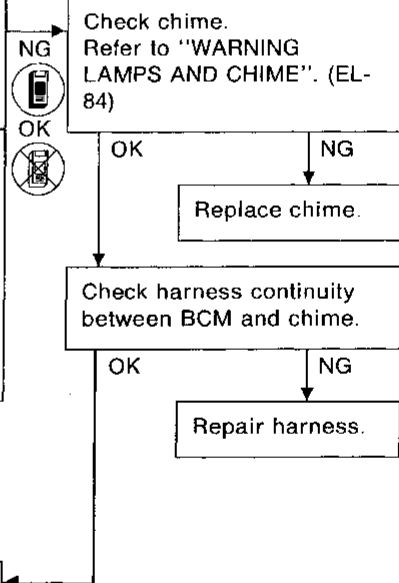 NG
OK
Check chime.
Refer to "WARNING
LAMPS AND CHIME". (EL-
84)
OK
NG
Replace chime.
Check harness continuity
between BCM and chime.
OK
NG
Repair harness.